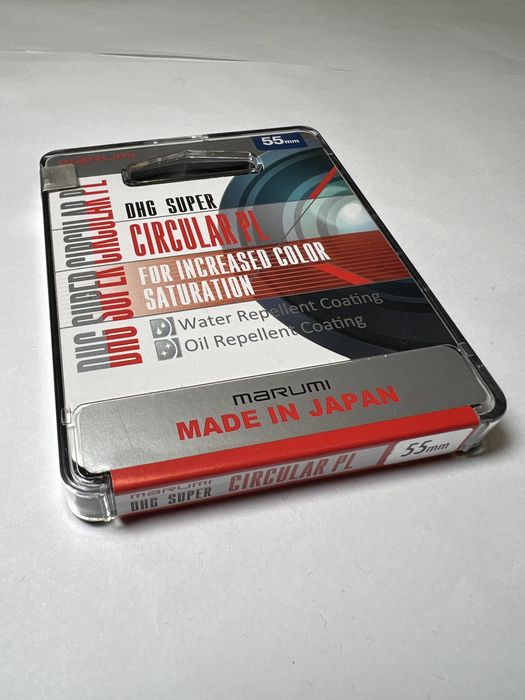 marumi
55mm
DHG SUPER
CIRCULAR PL
FOR INCREASED COLOR
SATURATION
Water Repellent Coating
Oil Repellent Coating
DHG SUPER CIRCULAR PL
marumi
MADE IN JAPAN
marumi
DHG SUPER
CIRCULAR PL
55mm